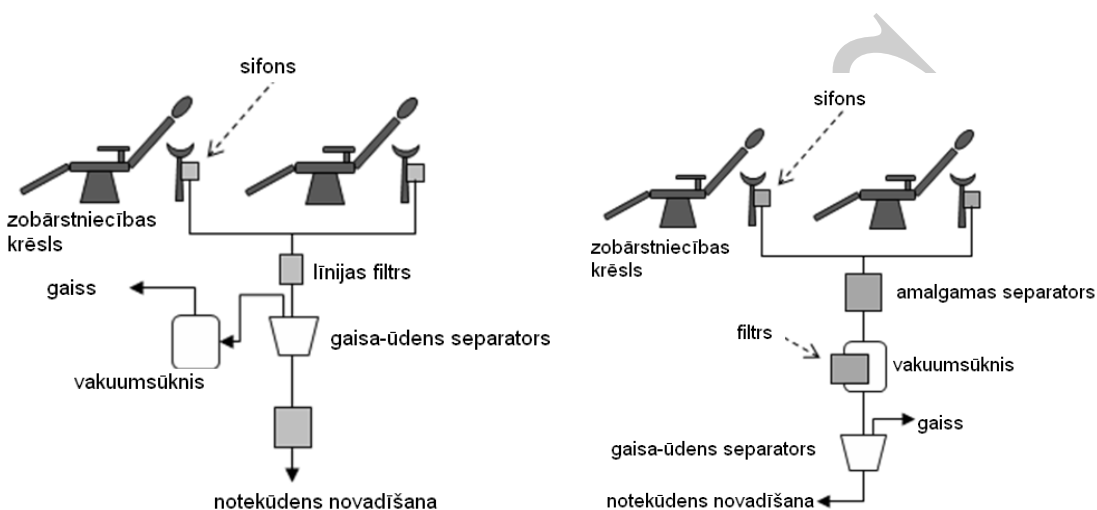 sifons
zobārstniecības
krēsls
līnijas filtrs
gaiss
gaisa-ūdens separators
vakuumsūknis
notekūdens novadīšana
sifons
zobārstniecības
krēsls
amalgamas separators
filtrs
vakuumsūknis
gaiss
gaisa-ūdens separators
notekūdens novadīšana